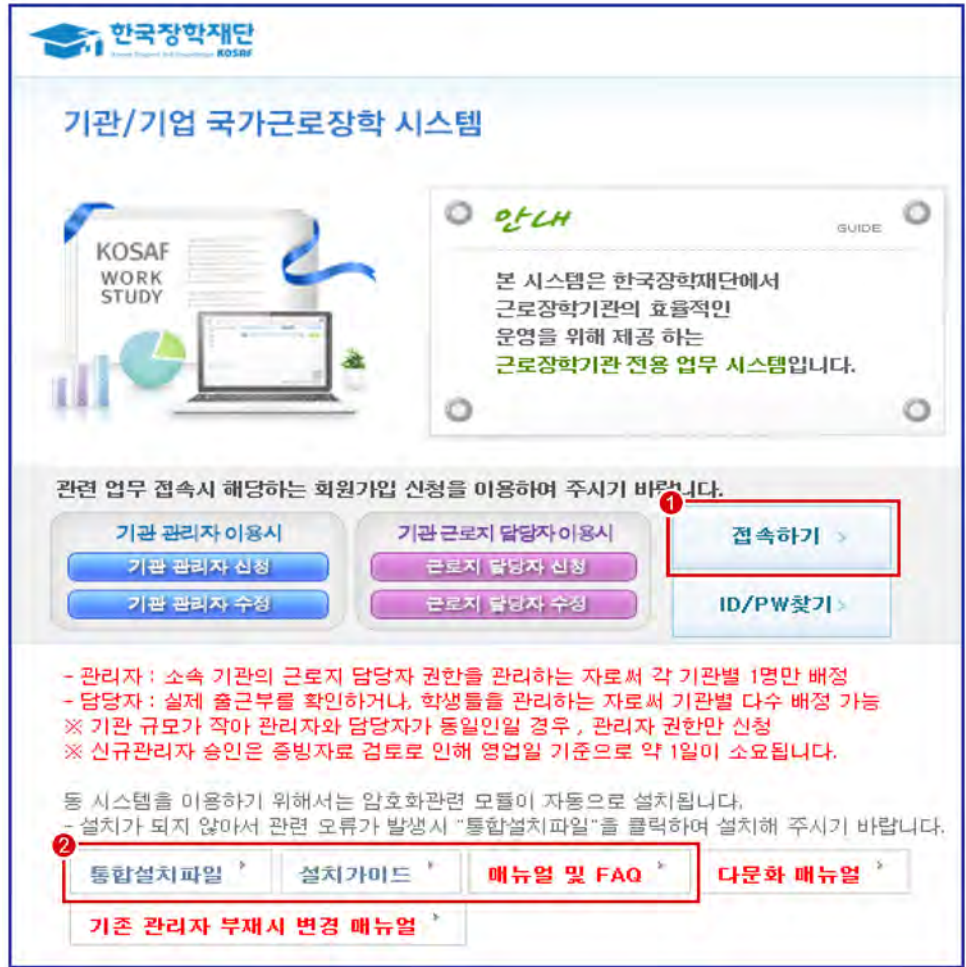 한국장학재단
KOSAF
기관/기업 국가근로장학 시스템
KOSAF
WORK
STUDY
안내
GUIDE
본 시스템은 한국장학재단에서
근로장학기관의 효율적인
운영을 위해 제공 하는
근로장학기관 전용 업무 시스템입니다.
관련 업무 접속시 해당하는 회원가입 신청을 이용하여 주시기 바랍니다.
기관 관리자 이용시
기관 관리자 신청
기관 관리자 수정
기관 근로지 담당자 이용시
근로지 담당자 신청
근로지 담당자 수정
1
접속하기 >
ID/PW찾기 >
- 관리자 : 소속 기관의 근로지 담당자 권한을 관리하는 자로써 각 기관별 1명만 배정
- 담당자 : 실제 출근부를 확인하거나, 학생들을 관리하는 자로써 기관별 다수 배정 가능
※ 기관 규모가 작아 관리자와 담당자가 동일인일 경우 , 관리자 권한만 신청
※ 신규관리자 승인은 증빙자료 검토로 인해 영업일 기준으로 약 1일이 소요됩니다.
동 시스템을 이용하기 위해서는 암호화관련 모듈이 자동으로 설치됩니다.
- 설치가 되지 않아서 관련 오류가 발생시 "통합설치파일"을 클릭하여 설치해 주시기 바랍니다.
2
통합설치파일
설치가이드
매뉴얼 및 FAQ
다문화 매뉴얼
기존 관리자 부재시 변경 매뉴얼